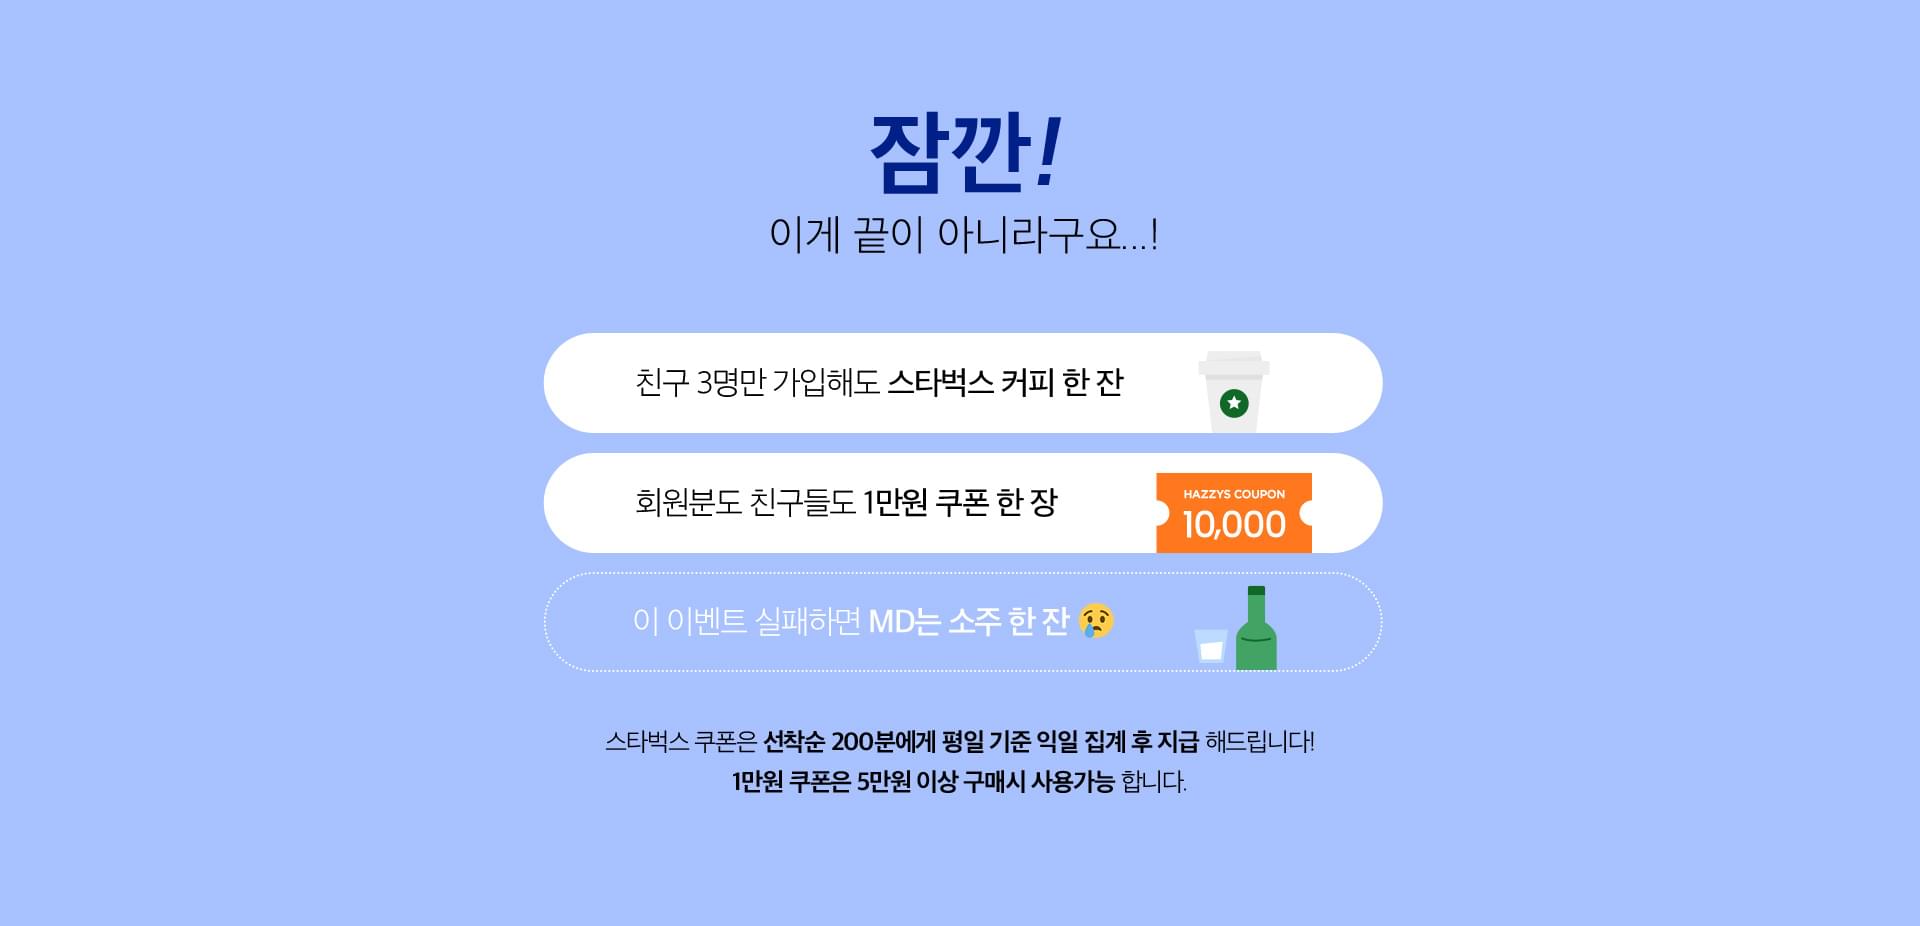 잠깐!
이게 끝이 아니라구요...!
친구 3명만 가입해도 스타벅스 커피 한 잔
회원분도 친구들도 1만원 쿠폰 한 장
HAZZYS COUPON
10,000
이 이벤트 실패하면 MD는 소주 한 잔 😢
스타벅스 쿠폰은 선착순 200분에게 평일 기준 익일 집계 후 지급 해드립니다!
1만원 쿠폰은 5만원 이상 구매시 사용가능 합니다.